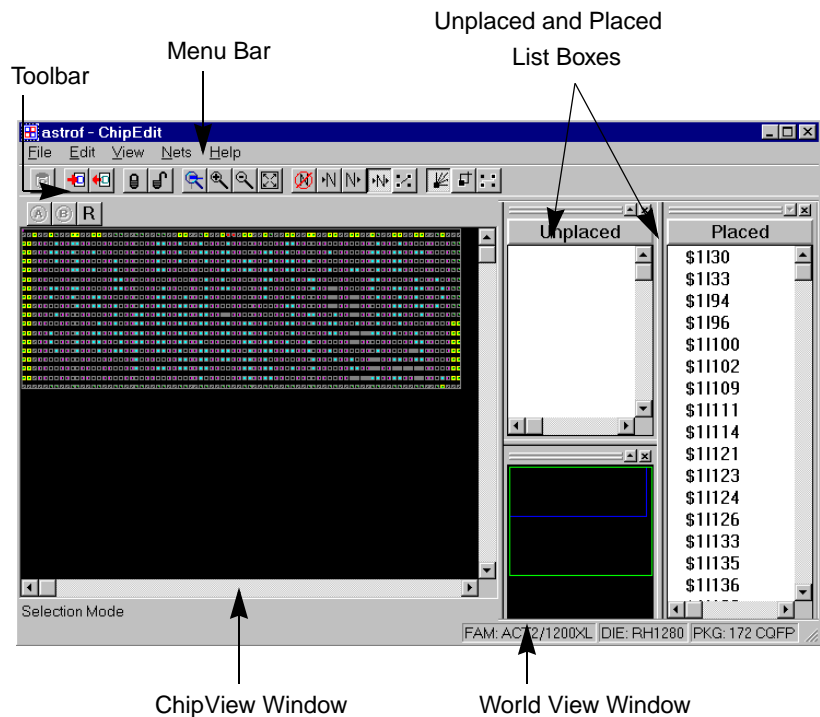 Unplaced and Placed
List Boxes
Menu Bar
Toolbar
astrof - ChipEdit
File Edit View Nets Help
N N N N
A B R
Unplaced
Placed
$1I30
$1I33
$1I94
$1I96
$1I100
$1I102
$1I109
$1I111
$1I114
$1I121
$1I123
$1I124
$1I126
$1I133
$1I135
$1I136
Selection Mode
FAM: ACT2/1200XL DIE: RH1280 PKG: 172 CQFP
ChipView Window
World View Window